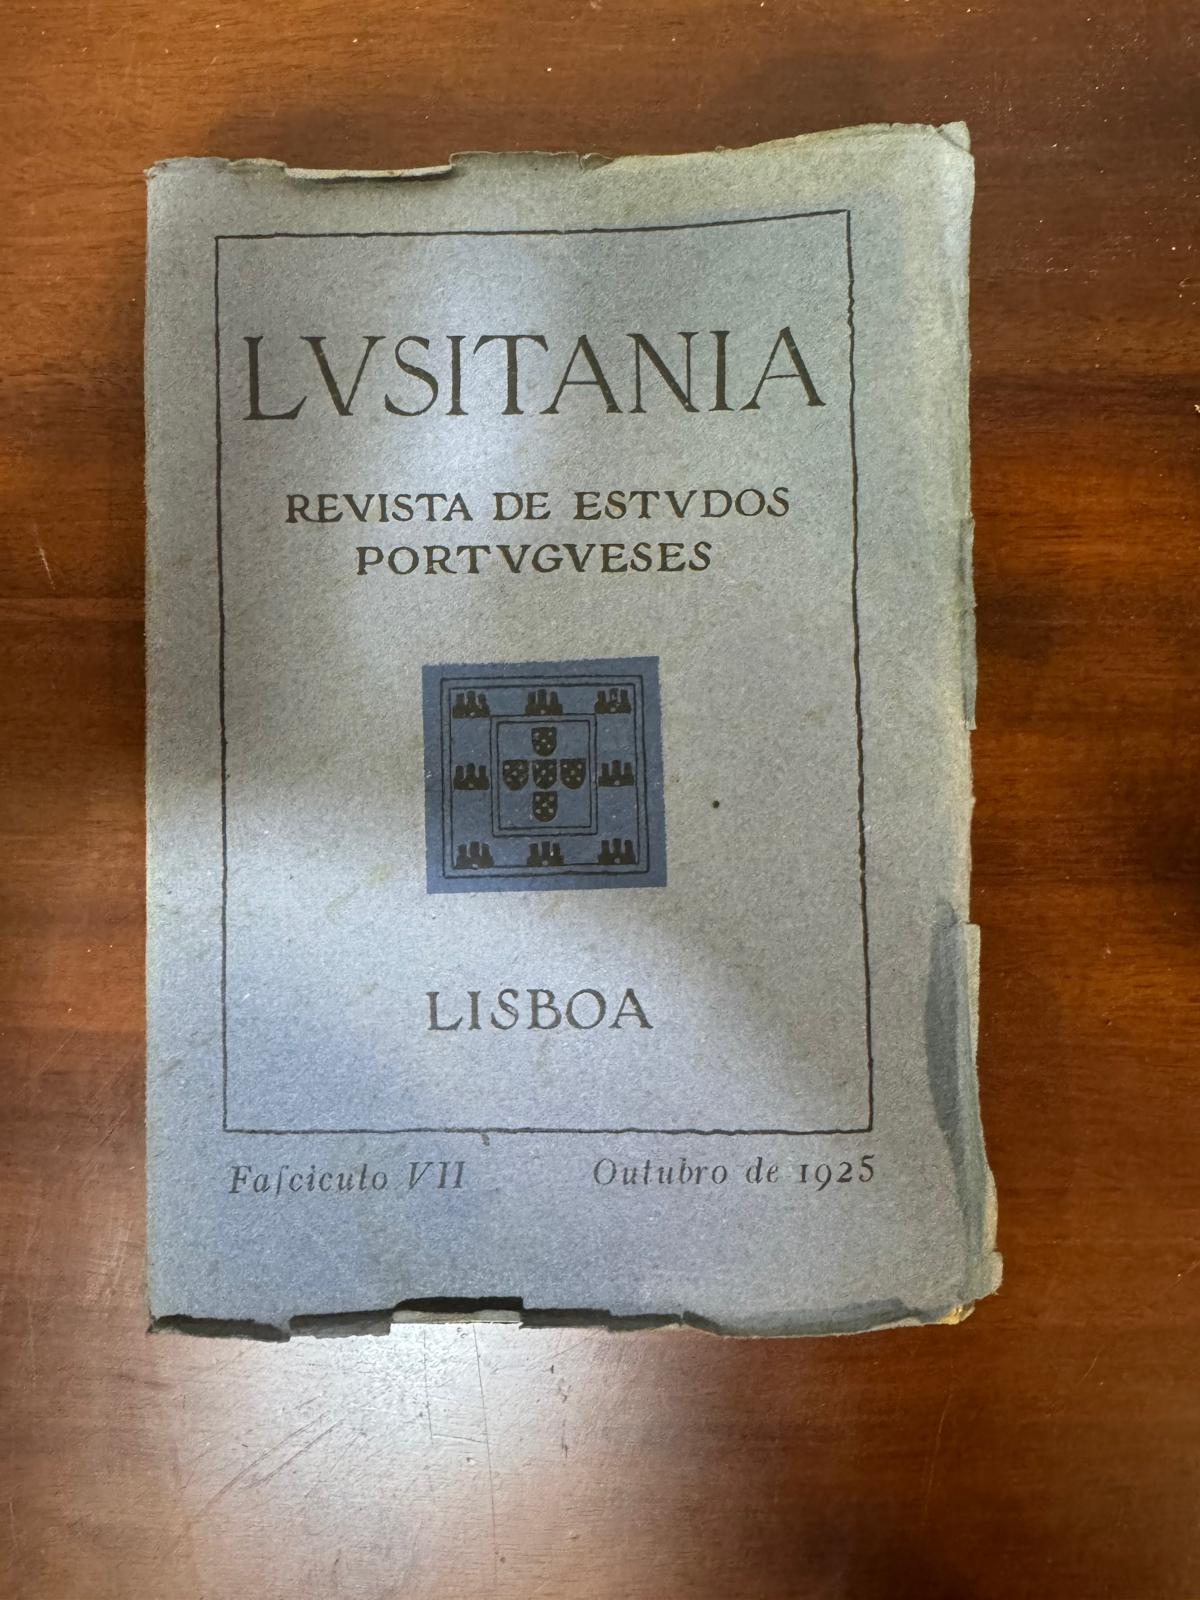 LVSITANIA
REVISTA DE ESTVDOS
PORTVGVESES
LISBOA
Faſciculo VII Outubro de 1925